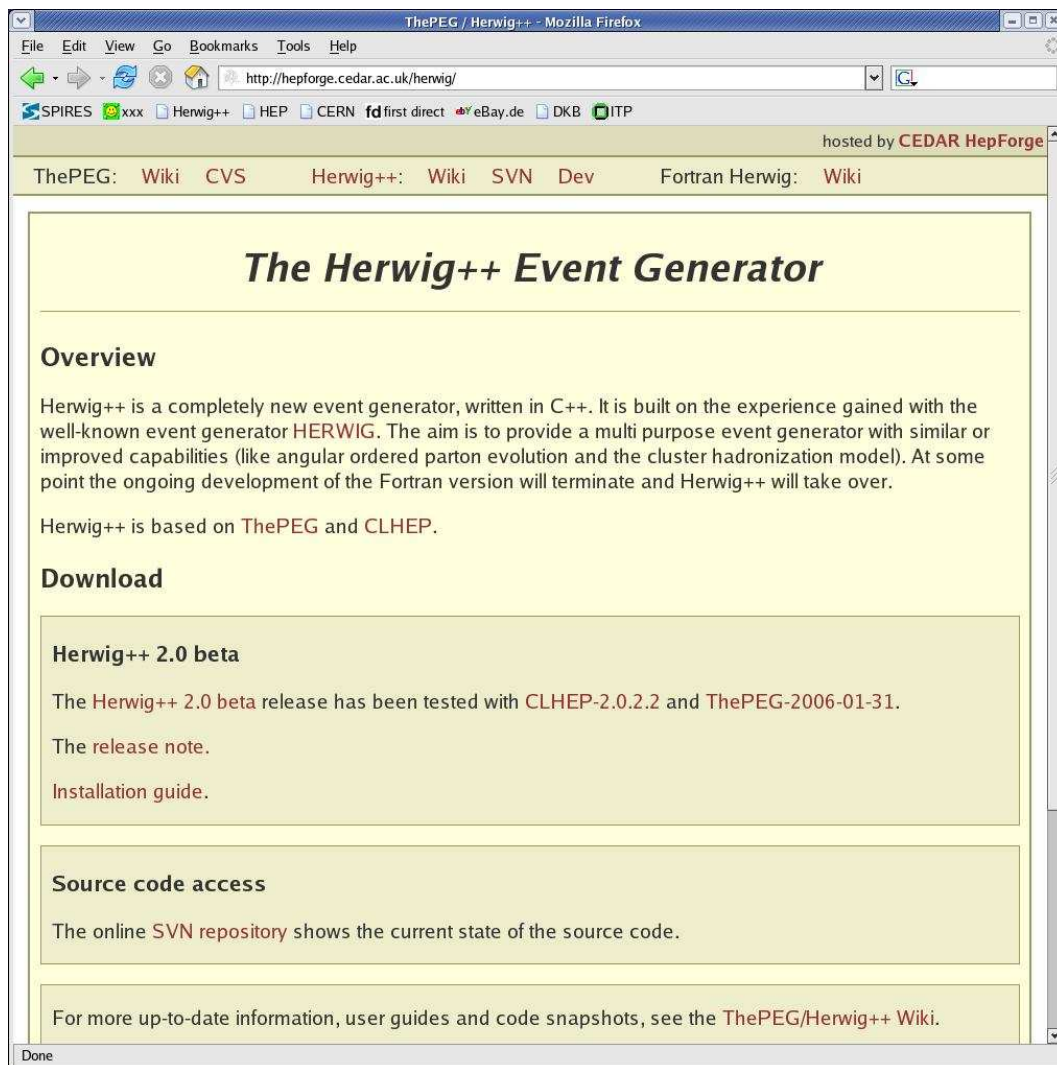 ThePEG / Herwig++ - Mozilla Firefox
File Edit View Go Bookmarks Tools Help
http://hepforge.cedar.ac.uk/herwig/
G
SPIRES xxx Herwig++ HEP CERN fd first direct eBay.de DKB ITP
hosted by CEDAR HepForge
ThePEG: Wiki CVS Herwig++: Wiki SVN Dev Fortran Herwig: Wiki
The Herwig++ Event Generator
Overview
Herwig++ is a completely new event generator, written in C++. It is built on the experience gained with the
well-known event generator HERWIG. The aim is to provide a multi purpose event generator with similar or
improved capabilities (like angular ordered parton evolution and the cluster hadronization model). At some
point the ongoing development of the Fortran version will terminate and Herwig++ will take over.
Herwig++ is based on ThePEG and CLHEP.
Download
Herwig++ 2.0 beta
The Herwig++ 2.0 beta release has been tested with CLHEP-2.0.2.2 and ThePEG-2006-01-31.
The release note.
Installation guide.
Source code access
The online SVN repository shows the current state of the source code.
For more up-to-date information, user guides and code snapshots, see the ThePEG/Herwig++ Wiki.
Done